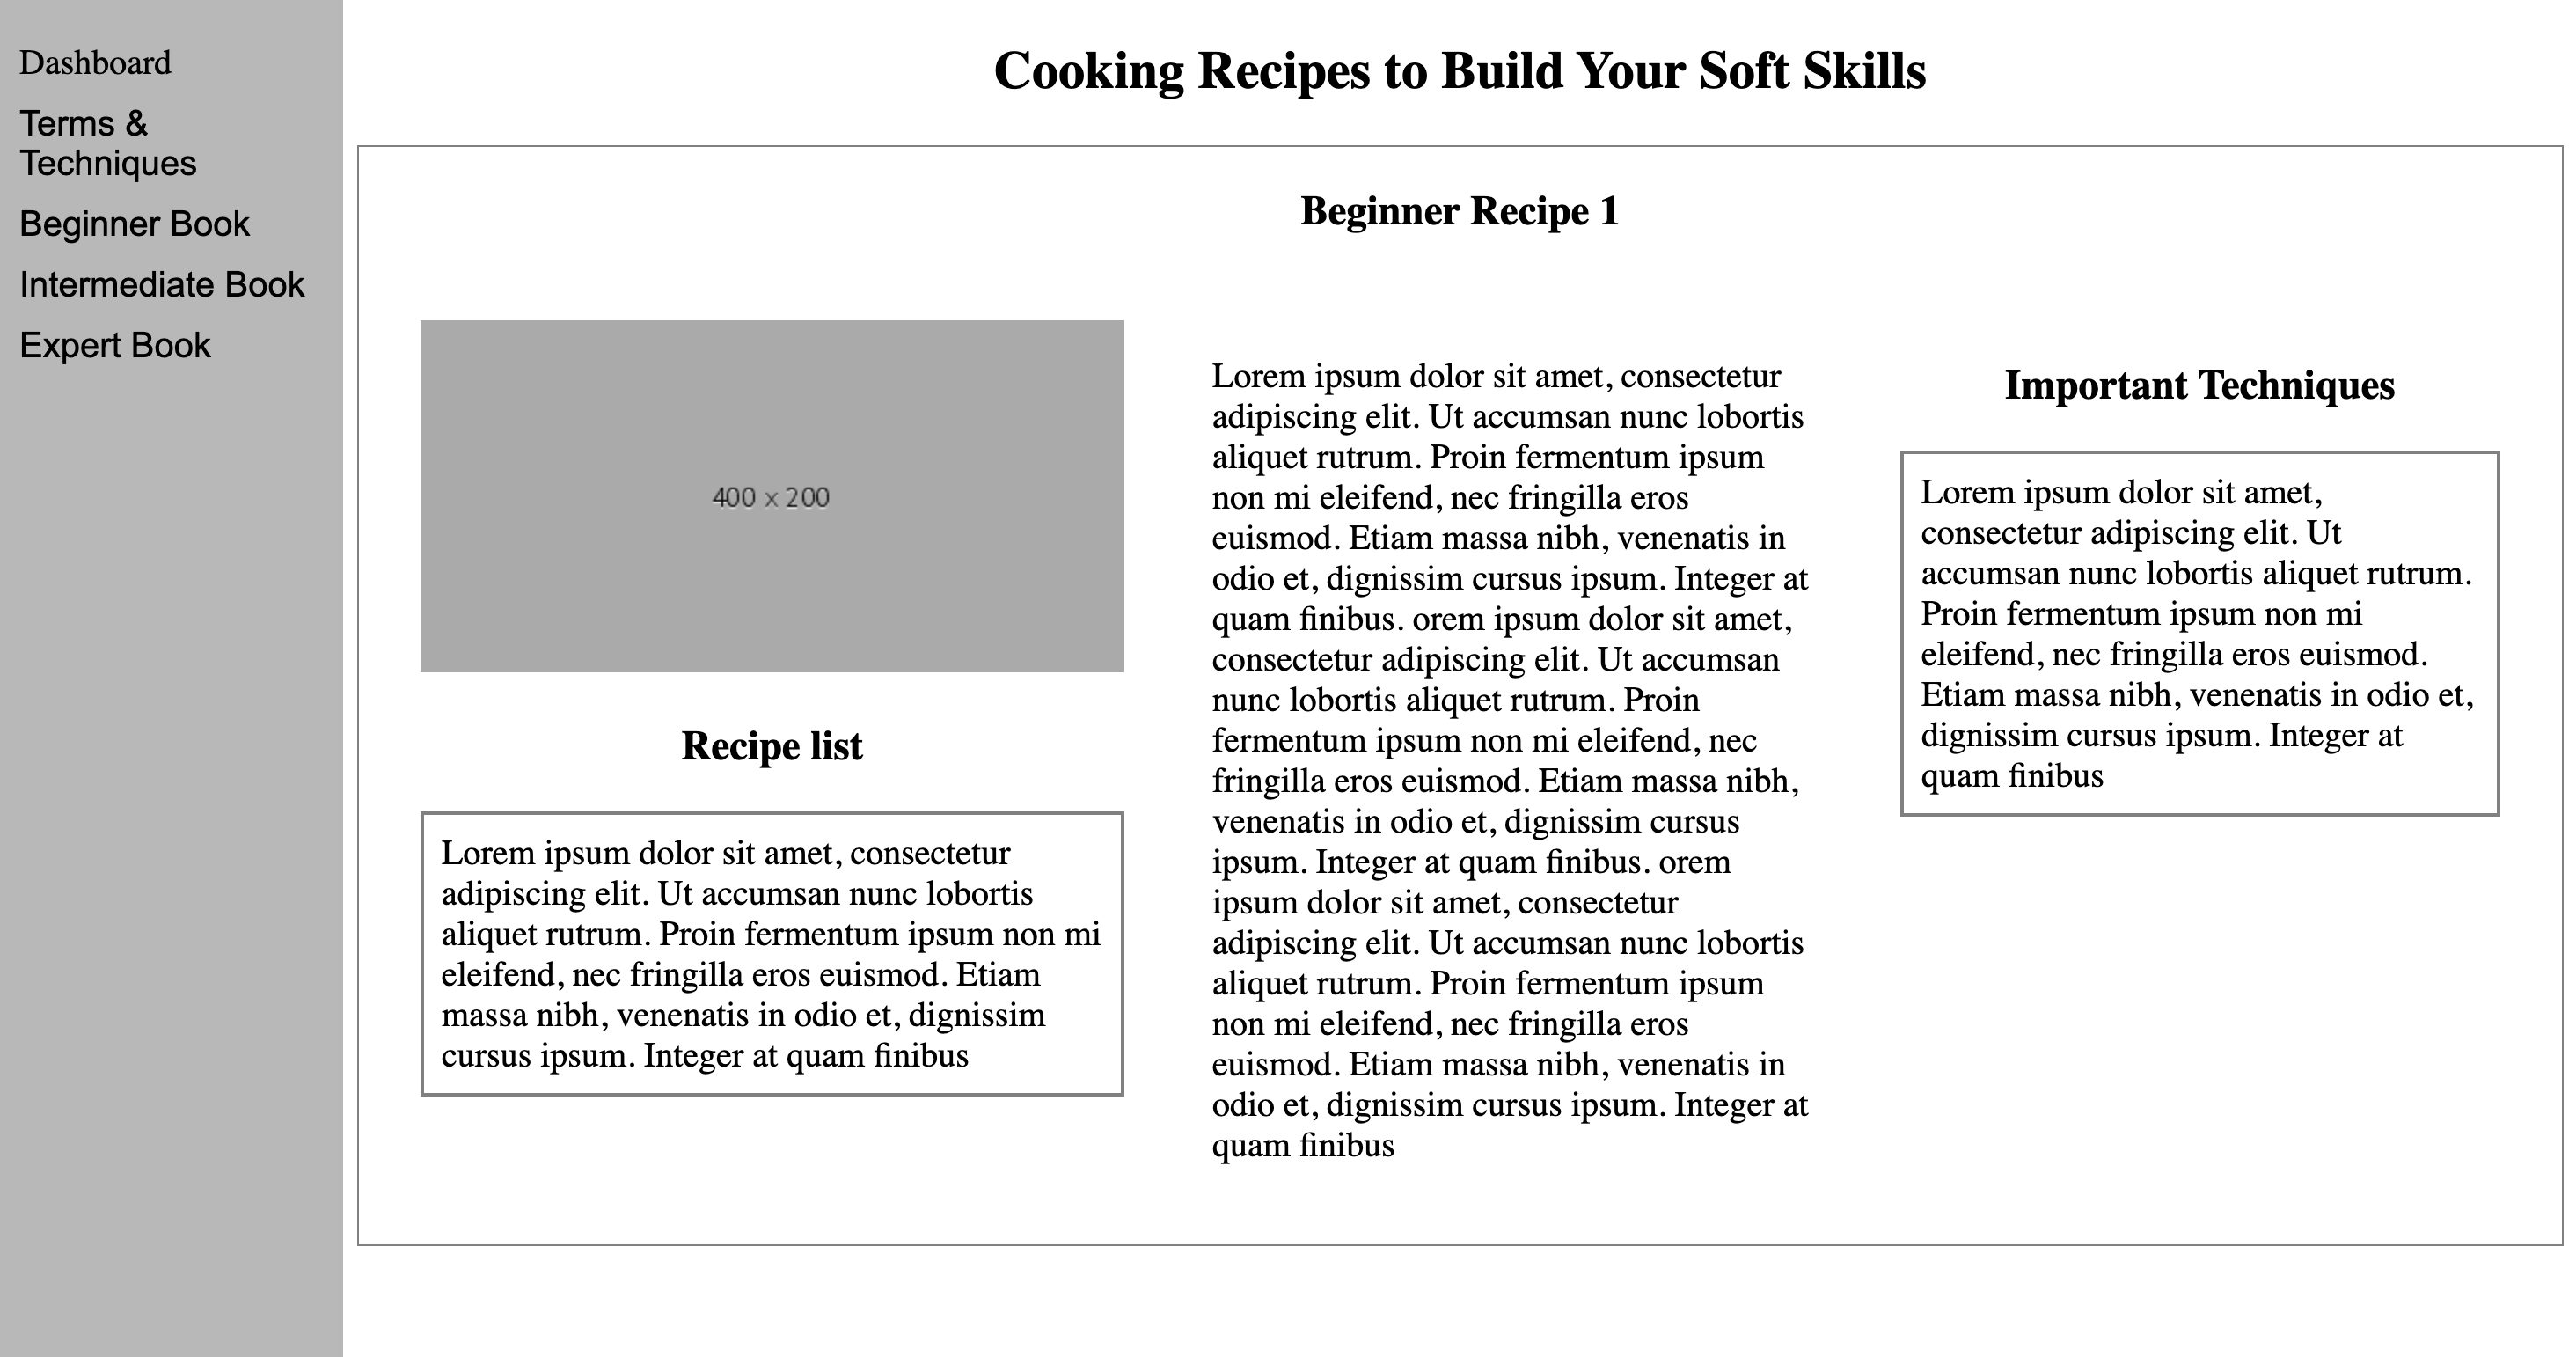 Dashboard
Terms &
Techniques
Beginner Book
Intermediate Book
Expert Book
Cooking Recipes to Build Your Soft Skills
Beginner Recipe 1
400 x 200
Recipe list
Lorem ipsum dolor sit amet, consectetur
adipiscing elit. Ut accumsan nunc lobortis
aliquet rutrum. Proin fermentum ipsum non mi
eleifend, nec fringilla eros euismod. Etiam
massa nibh, venenatis in odio et, dignissim
cursus ipsum. Integer at quam finibus
Lorem ipsum dolor sit amet, consectetur
adipiscing elit. Ut accumsan nunc lobortis
aliquet rutrum. Proin fermentum ipsum
non mi eleifend, nec fringilla eros
euismod. Etiam massa nibh, venenatis in
odio et, dignissim cursus ipsum. Integer at
quam finibus. orem ipsum dolor sit amet,
consectetur adipiscing elit. Ut accumsan
nunc lobortis aliquet rutrum. Proin
fermentum ipsum non mi eleifend, nec
fringilla eros euismod. Etiam massa nibh,
venenatis in odio et, dignissim cursus
ipsum. Integer at quam finibus. orem
ipsum dolor sit amet, consectetur
adipiscing elit. Ut accumsan nunc lobortis
aliquet rutrum. Proin fermentum ipsum
non mi eleifend, nec fringilla eros
euismod. Etiam massa nibh, venenatis in
odio et, dignissim cursus ipsum. Integer at
quam finibus
Important Techniques
Lorem ipsum dolor sit amet,
consectetur adipiscing elit. Ut
accumsan nunc lobortis aliquet rutrum.
Proin fermentum ipsum non mi
eleifend, nec fringilla eros euismod.
Etiam massa nibh, venenatis in odio et,
dignissim cursus ipsum. Integer at
quam finibus